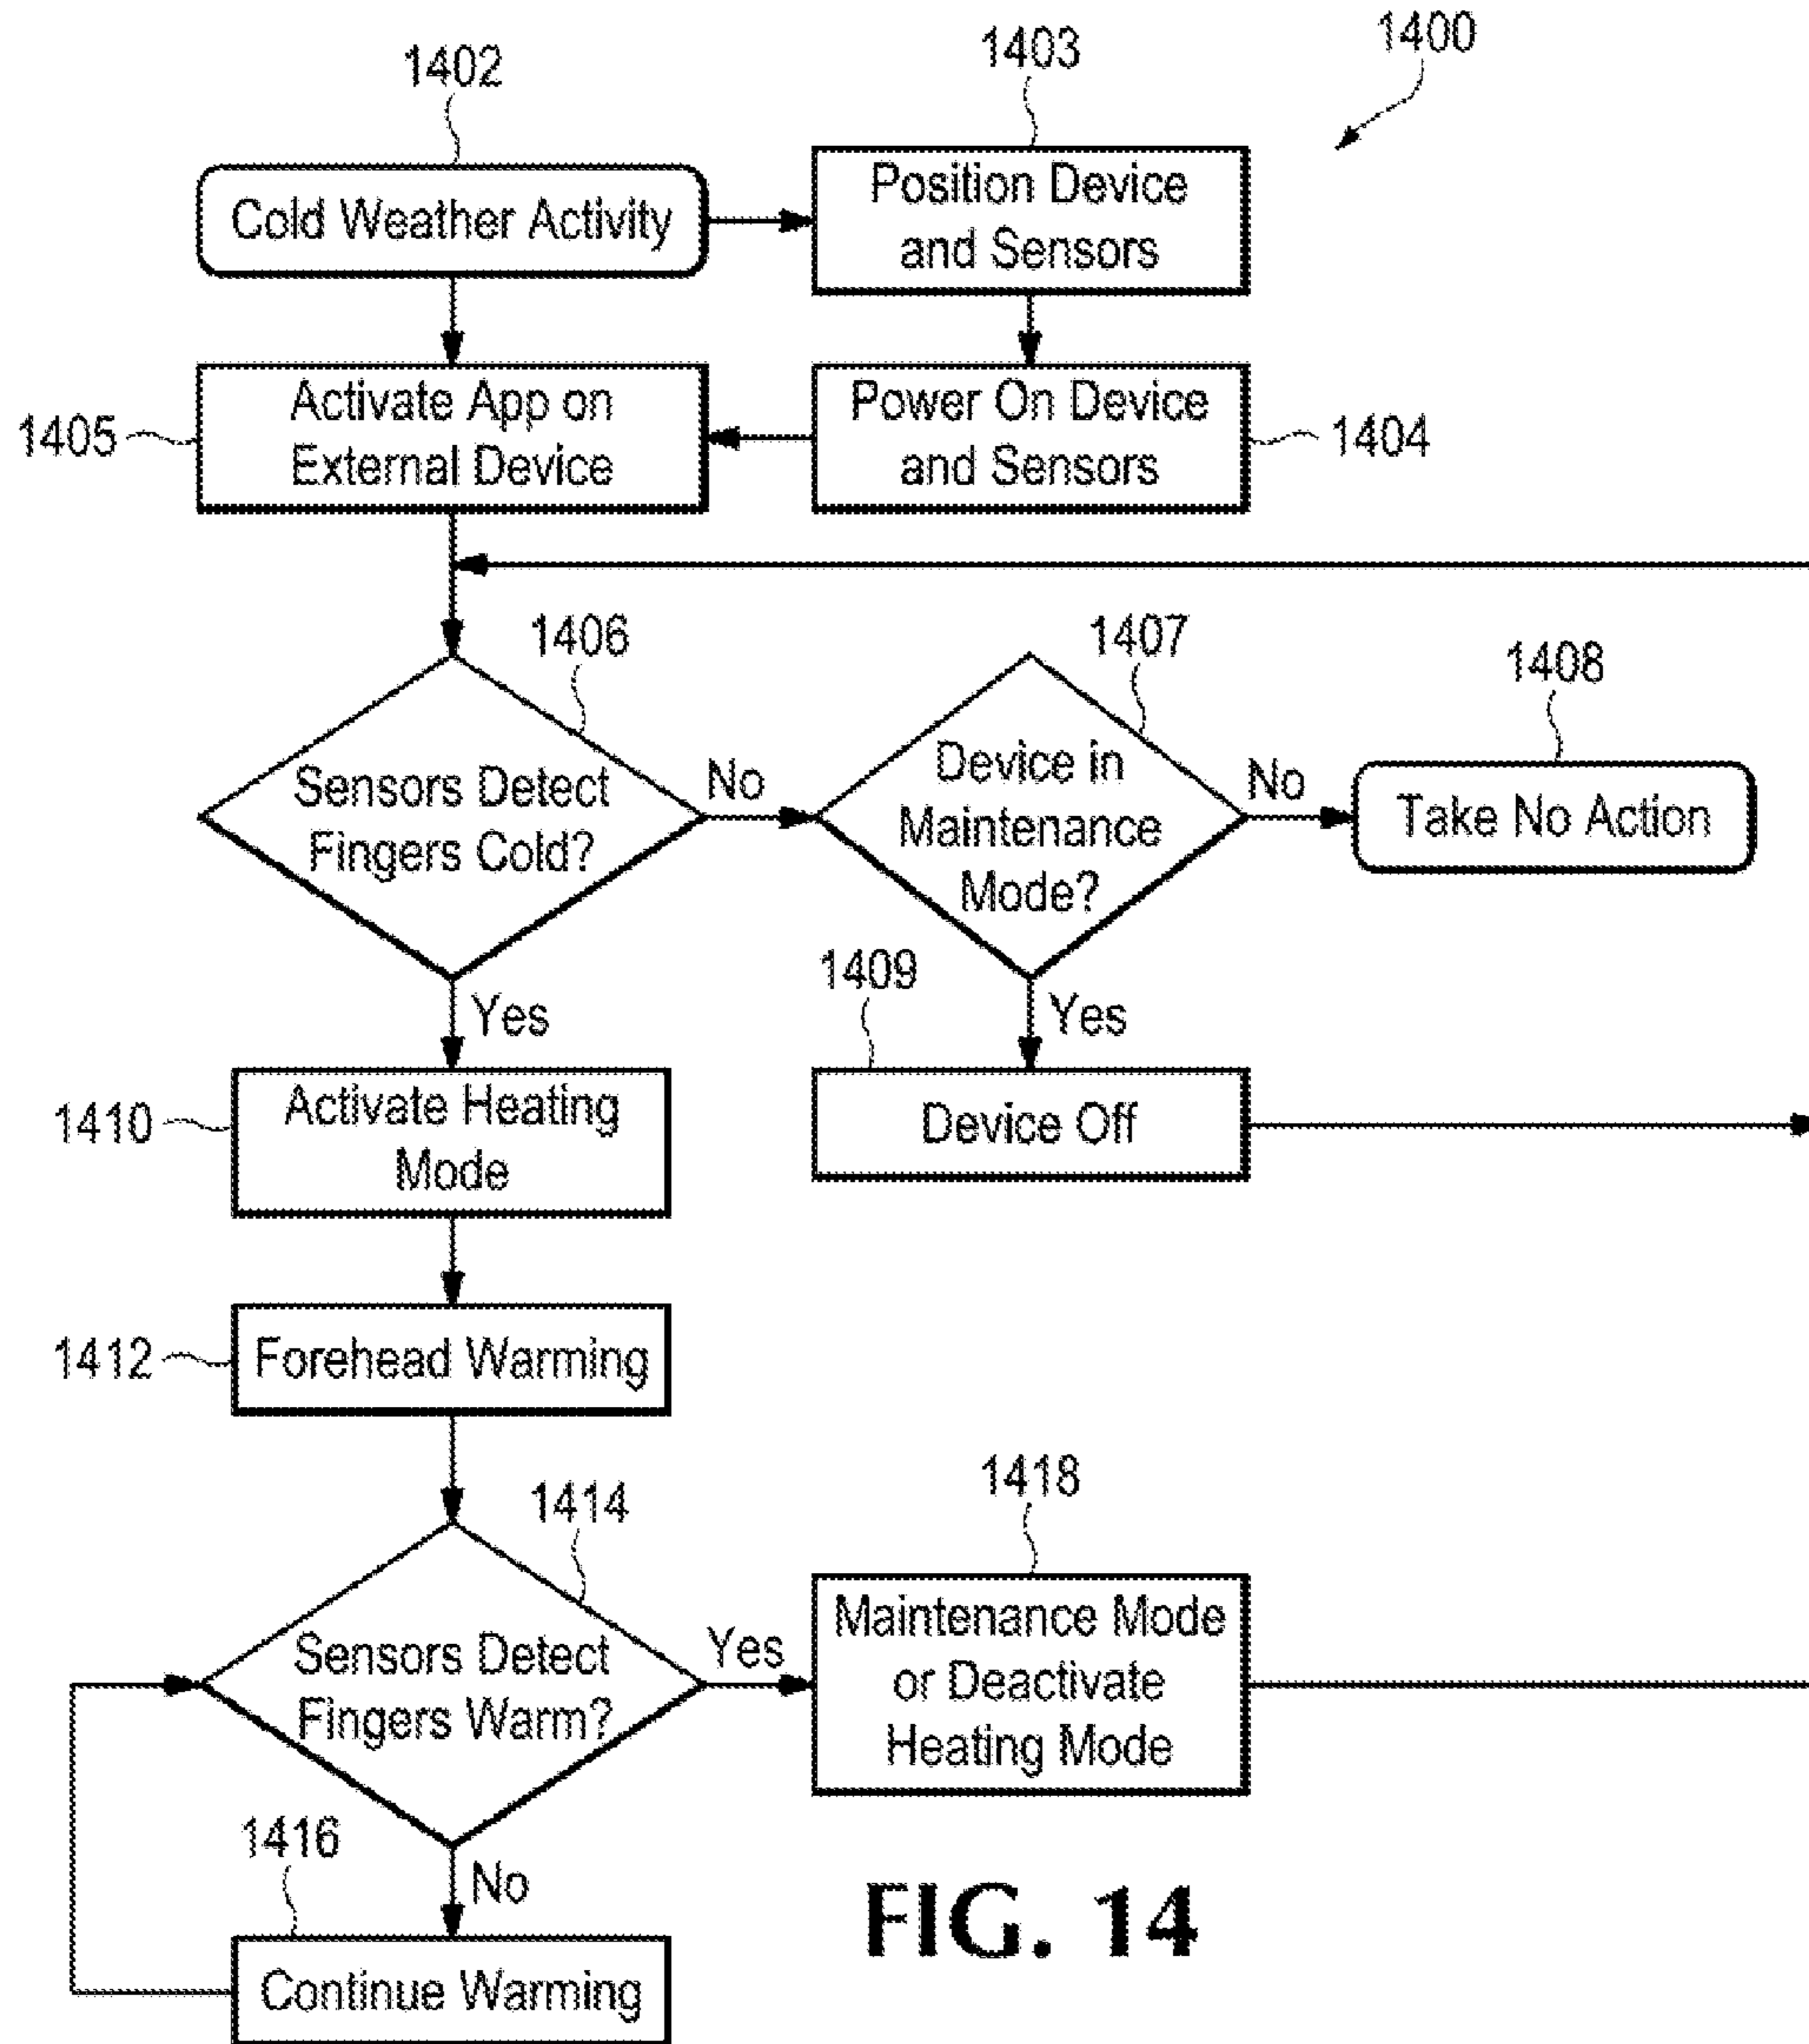 1400
1402
1403
Cold Weather Activity
Position Device
and Sensors
1405
Activate App on
External Device
Power On Device
and Sensors
1404
1406
Sensors Detect
Fingers Cold?
No
1407
Device in
Maintenance
Mode?
No
1408
Take No Action
Yes
1409
Yes
1410
Activate Heating
Mode
Device Off
1412
Forehead Warming
1414
Sensors Detect
Fingers Warm?
Yes
1418
Maintenance Mode
or Deactivate
Heating Mode
No
1416
Continue Warming
FIG. 14